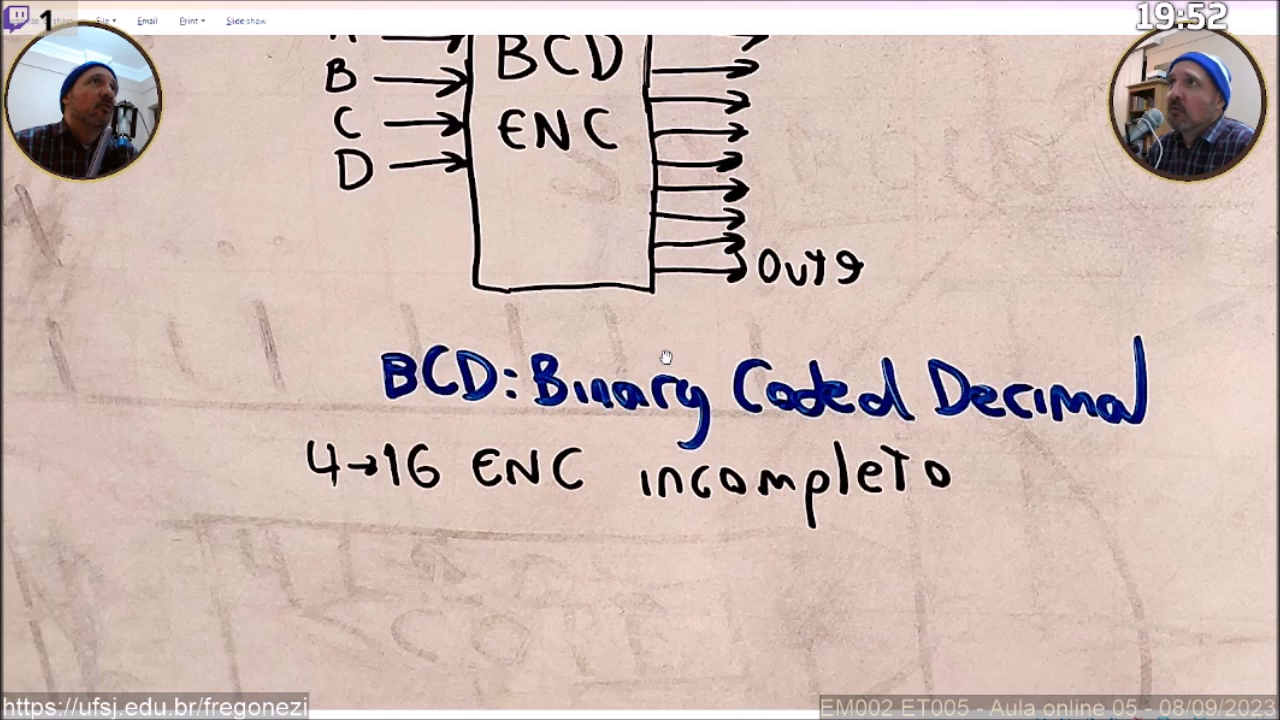 1
File Email Print Slide show
19:52
A
B
C
D
BCD
ENC
Out9
BCD: Binary Coded Decimal
4→16 ENC incompleto
https://ufsj.edu.br/fregonezi
EM002 ET005 - Aula online 05 - 08/09/2023